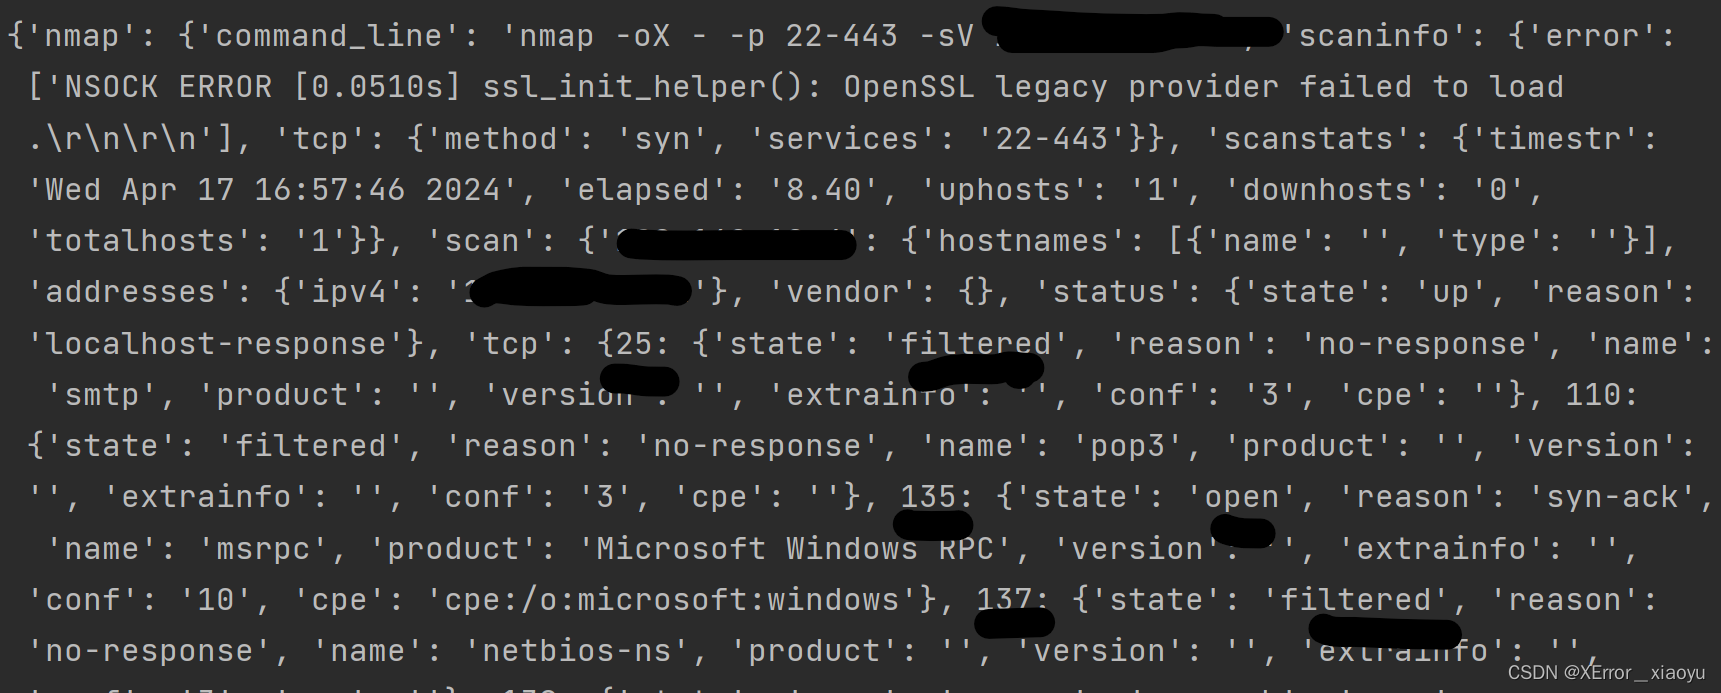 {'nmap': {'command_line': 'nmap -oX - -p 22-443 -sV 'scaninfo': {'error':
['NSOCK ERROR [0.0510s] ssl_init_helper(): OpenSSL legacy provider failed to load
.\r\n\r\n'], 'tcp': {'method': 'syn', 'services': '22-443'}}, 'scanstats': {'timestr':
'Wed Apr 17 16:57:46 2024', 'elapsed': '8.40', 'uphosts': '1', 'downhosts': '0',
'totalhosts': '1'}}, 'scan': {' ': {'hostnames': [{'name': '', 'type': ''}],
'addresses': {'ipv4': ' '}, 'vendor': {}, 'status': {'state': 'up', 'reason':
'localhost-response'}, 'tcp': {25: {'state': 'filtered', 'reason': 'no-response', 'name':
'smtp', 'product': '', 'version': '', 'extrainfo': '', 'conf': '3', 'cpe': ''}, 110:
{'state': 'filtered', 'reason': 'no-response', 'name': 'pop3', 'product': '', 'version':
'', 'extrainfo': '', 'conf': '3', 'cpe': ''}, 135: {'state': 'open', 'reason': 'syn-ack',
'name': 'msrpc', 'product': 'Microsoft Windows RPC', 'version': '', 'extrainfo': '',
'conf': '10', 'cpe': 'cpe:/o:microsoft:windows'}, 137: {'state': 'filtered', 'reason':
'no-response', 'name': 'netbios-ns', 'product': '', 'version': '', 'extrainfo': '',
CSDN @XError_xiaoyu